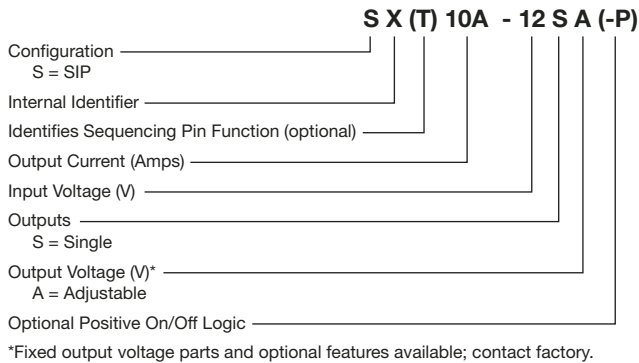 S X (T) 10A - 12 S A (-P)
Configuration
S = SIP
Internal Identifier
Identifies Sequencing Pin Function (optional)
Output Current (Amps)
Input Voltage (V)
Outputs
S = Single
Output Voltage (V)*
A = Adjustable
Optional Positive On/Off Logic
*Fixed output voltage parts and optional features available; contact factory.